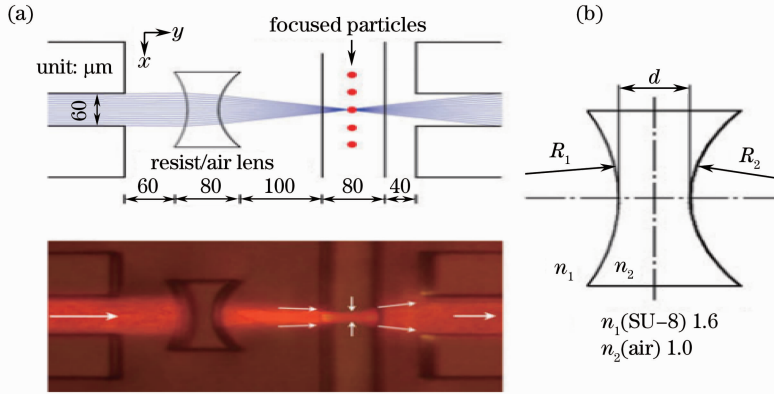 (a)
y
x
focused particles
unit: μm
60
resist/air lens
60 80 100 80 40
(b)
d
R₁
R₂
n₁ n₂
n₁(SU–8) 1.6
n₂(air) 1.0